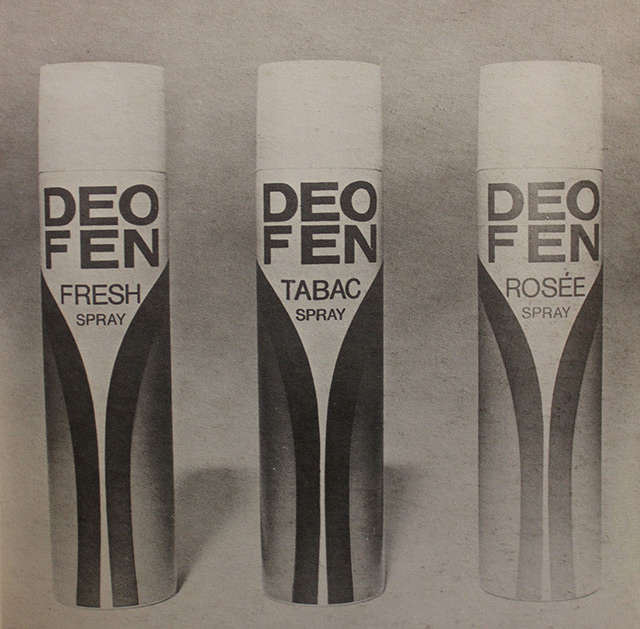 DEO
FEN
FRESH
SPRAY
DEO
FEN
TABAC
SPRAY
DEO
FEN
ROSÉE
SPRAY